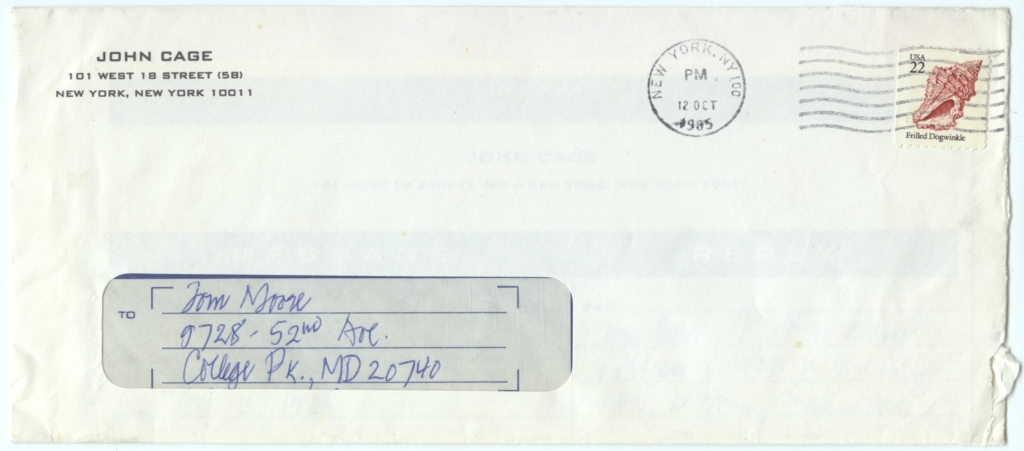 JOHN CAGE
101 WEST 18 STREET (5B)
NEW YORK, NEW YORK 10011
NEW YORK, NY 100
PM
12 OCT
1985
USA
22
Frilled Dogwinkle
TO
Tom Moore
9728 - 52ND Ave.
College Pk., MD 20740